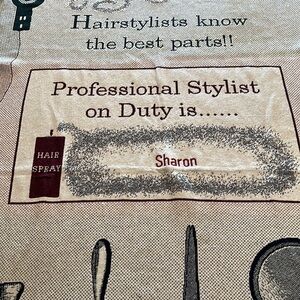 Hairstylists know
the best parts!!
Professional Stylist
on Duty is......
HAIR
SPRAY
Sharon